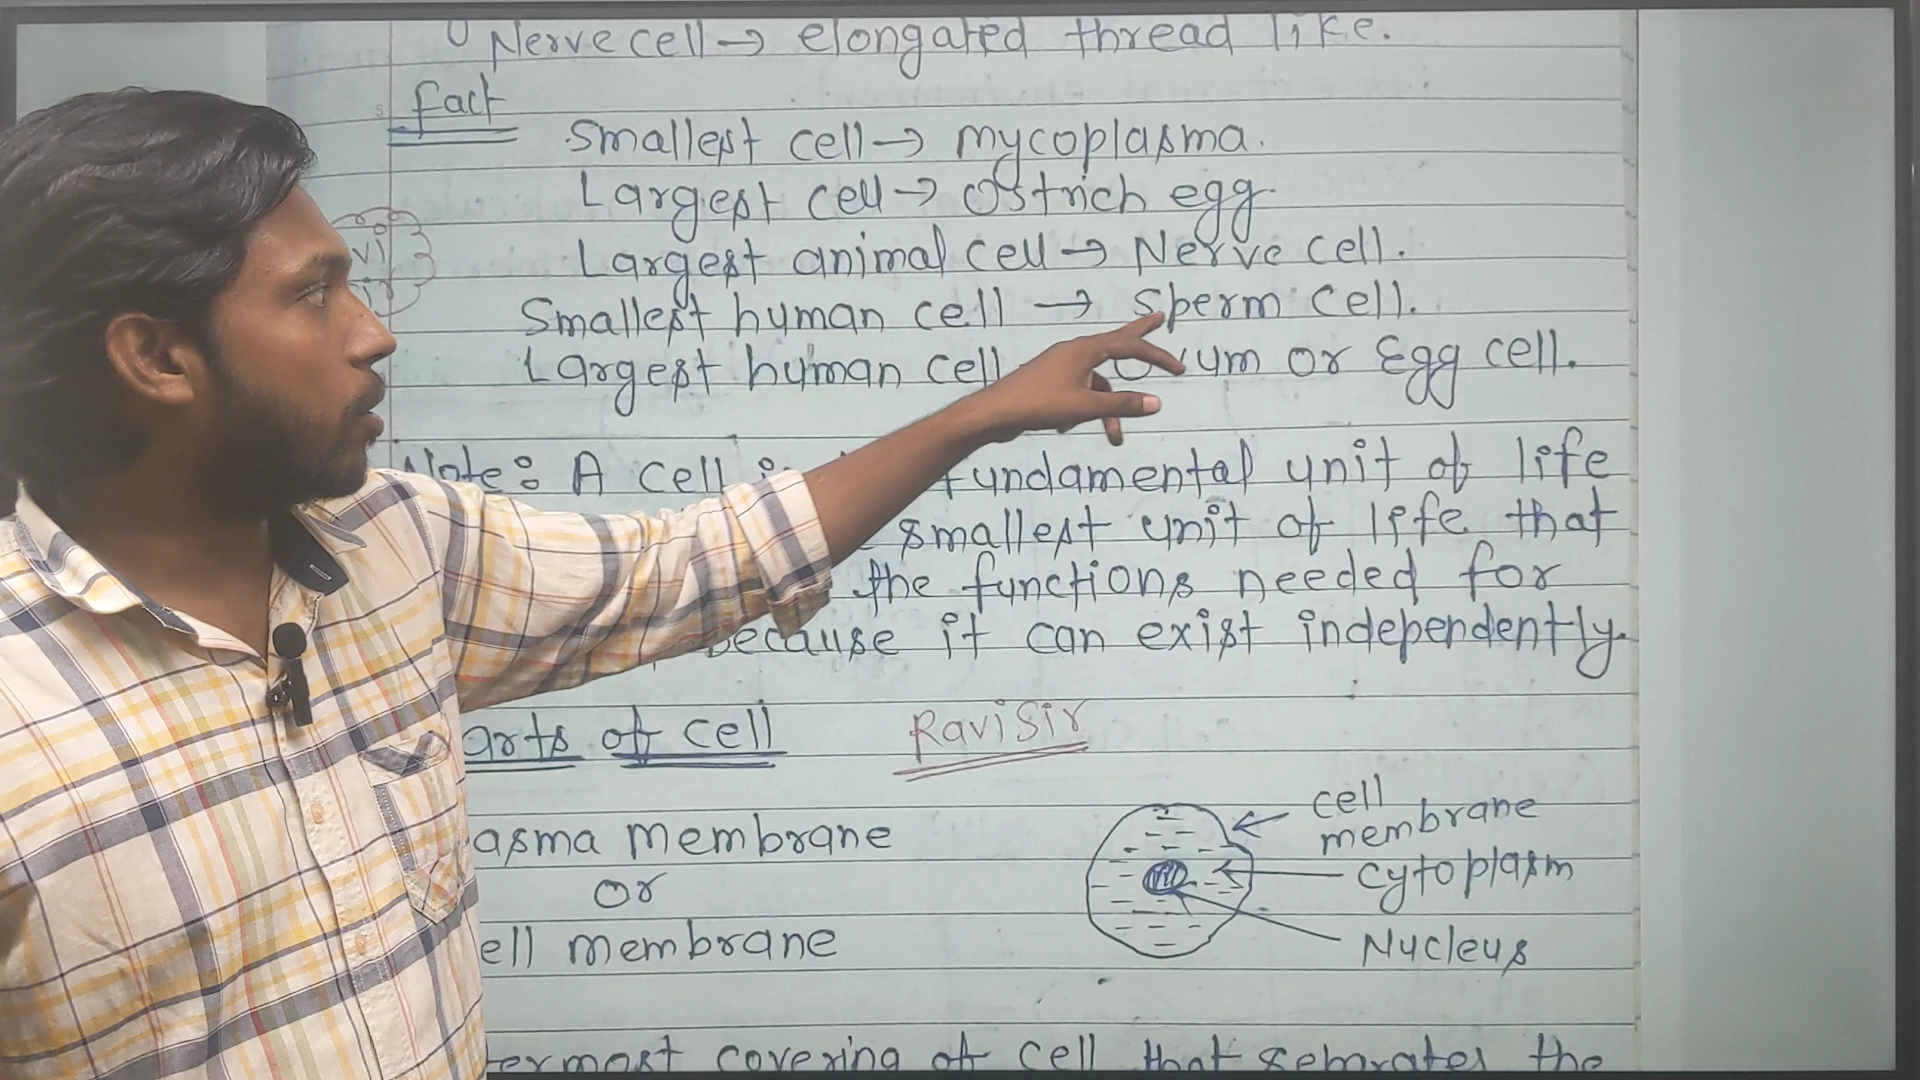 Nerve cell → elongated thread like.
fact
smallest cell → mycoplasma.
Largest cell → Ostrich egg.
Largest animal cell → Nerve cell.
Smallest human cell → Sperm cell.
Largest human cell Ovum or Egg cell.
Note: A cell fundamental unit of life
smallest unit of life that
the functions needed for
because it can exist independently.
arts of cell Ravi Sir
cell
membrane
asma membrane
or
Cytoplasm
ell membrane
Nucleus
ermost covering of cell that separates the